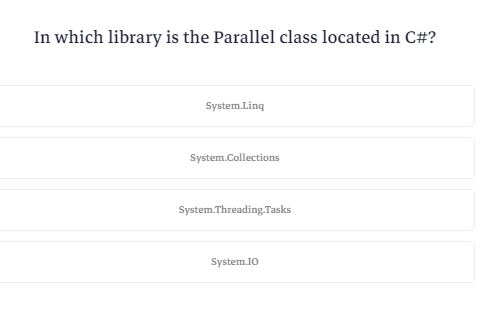 In which library is the Parallel class located in C#?
System.Linq
System.Collections
System.Threading.Tasks
System.IO